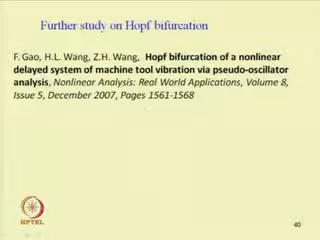 Further study on Hopf bifurcation
F. Gao, H.L. Wang, Z.H. Wang, Hopf bifurcation of a nonlinear
delayed system of machine tool vibration via pseudo-oscillator
analysis, Nonlinear Analysis: Real World Applications, Volume 8,
Issue 5, December 2007, Pages 1561-1568
NPTEL
40